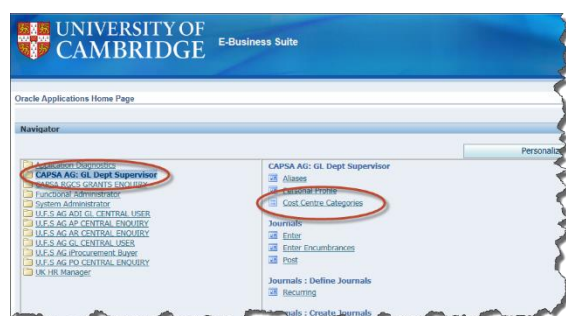 UNIVERSITY OF
CAMBRIDGE
E-Business Suite
Oracle Applications Home Page
Navigator
Personaliz
Application Diagnostics
CAPSA AG: GL Dept Supervisor
CAPSA RGCS GRANTS ENQUIRY
Functional Administrator
System Administrator
U.F.S AG ADI GL CENTRAL USER
U.F.S AG AP CENTRAL ENQUIRY
U.F.S AG AR CENTRAL ENQUIRY
U.F.S AG GL CENTRAL USER
U.F.S AG iProcurement Buyer
U.F.S AG PO CENTRAL ENQUIRY
UK HR Manager
CAPSA AG: GL Dept Supervisor
Aliases
Personal Profile
Cost Centre Categories
Journals
Enter
Enter Encumbrances
Post
Journals : Define Journals
Recurring
Journals : Create Journals